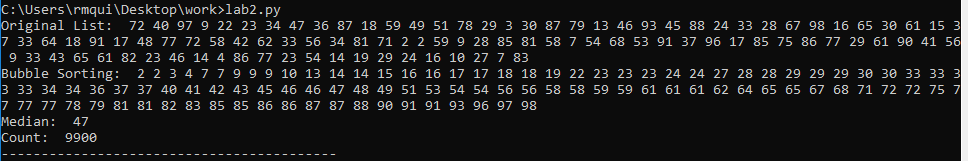 C:\Users\rmqui\Desktop\work>lab2.py
Original List:  72 40 97 9 22 23 34 47 36 87 18 59 49 51 78 29 3 30 87 79 13 46 93 45 88 24 33 28 67 98 16 65 30 61 15 3
7 33 64 18 91 17 48 77 72 58 42 62 33 56 34 81 71 2 2 59 9 28 85 81 58 7 54 68 53 91 37 96 17 85 75 86 77 29 61 90 41 56
 9 33 43 65 61 82 23 46 14 4 86 77 23 54 14 19 29 24 16 10 27 7 83
Bubble Sorting:  2 2 3 4 7 7 9 9 9 10 13 14 14 15 16 16 17 17 18 18 19 22 23 23 23 24 24 27 28 28 29 29 29 30 30 33 33 3
3 33 34 34 36 37 37 40 41 42 43 45 46 46 47 48 49 51 53 54 54 56 56 58 58 59 59 61 61 61 62 64 65 65 67 68 71 72 72 75 7
7 77 77 78 79 81 81 82 83 85 85 86 86 87 87 88 90 91 91 93 96 97 98
Median:  47
Count:  9900
------------------------------------------